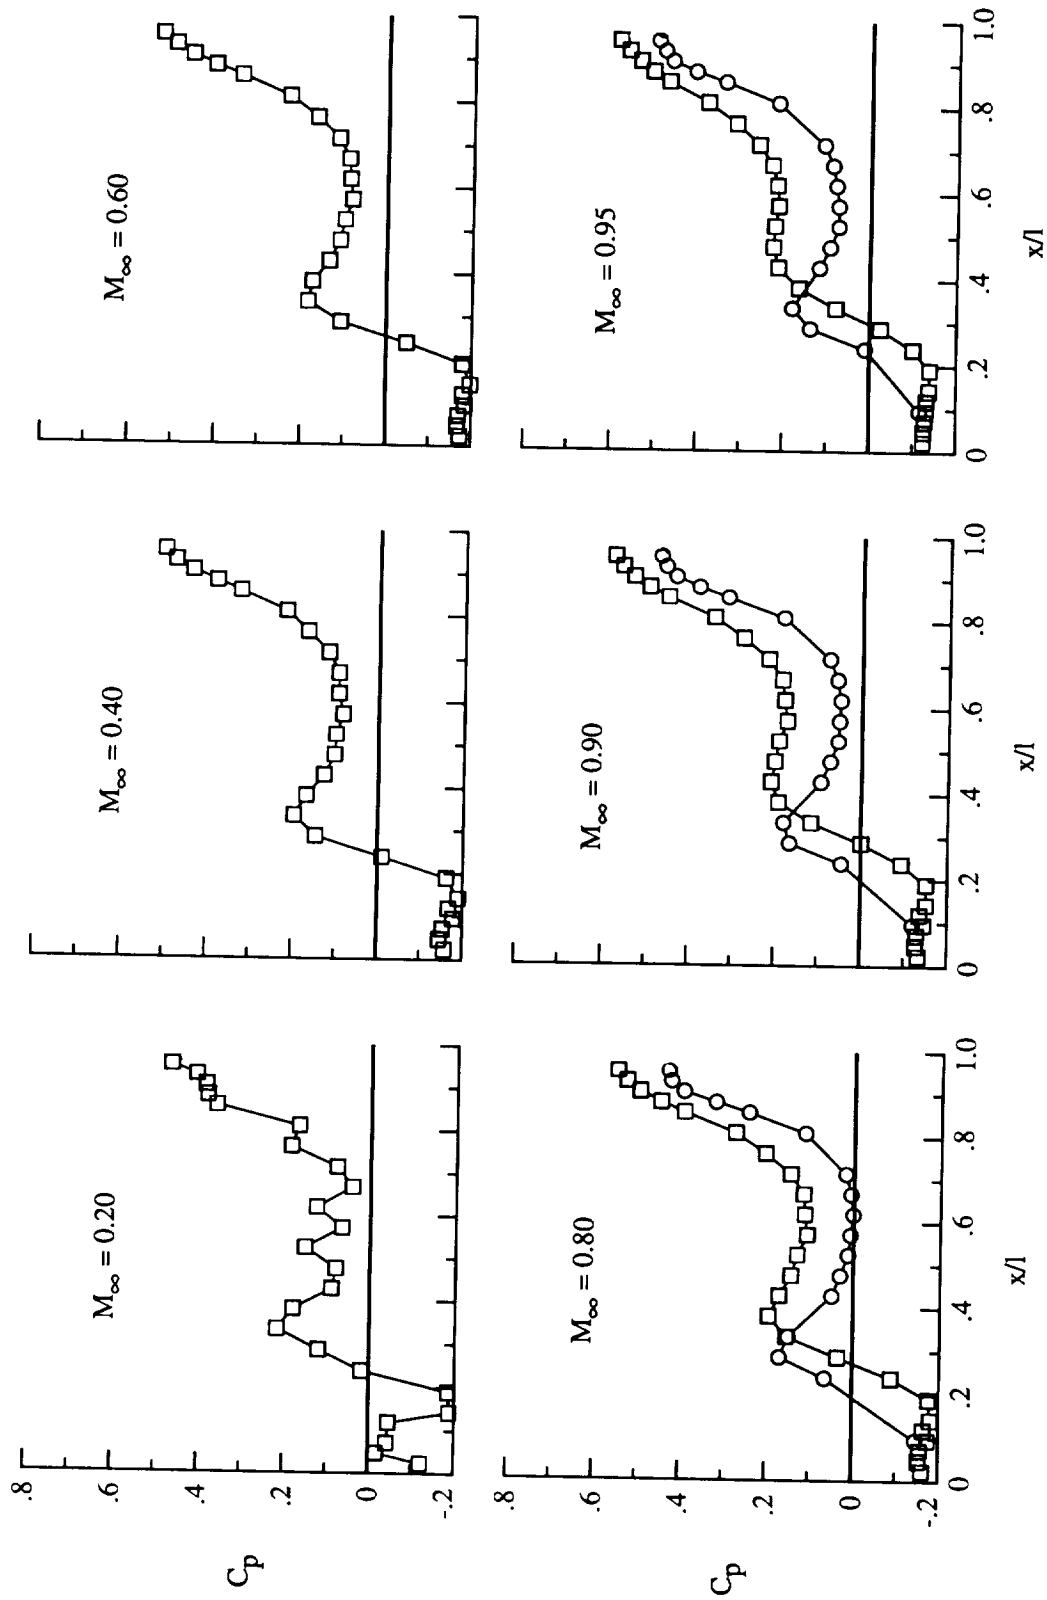 M∞ = 0.20
M∞ = 0.40
M∞ = 0.60
.8
.6
.4
.2
0
-.2
Cp
M∞ = 0.80
M∞ = 0.90
M∞ = 0.95
.8
.6
.4
.2
0
-.2
Cp
0 .2 .4 .6 .8 1.0
x/l
0 .2 .4 .6 .8 1.0
x/l
0 .2 .4 .6 .8 1.0
x/l